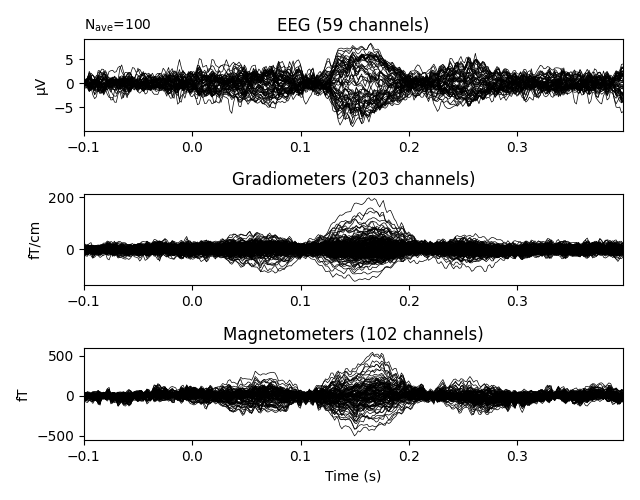 Nave=100
EEG (59 channels)
µV
5
0
−5
−0.1 0.0 0.1 0.2 0.3
Gradiometers (203 channels)
fT/cm
200
0
−0.1 0.0 0.1 0.2 0.3
Magnetometers (102 channels)
fT
500
0
−500
−0.1 0.0 0.1 0.2 0.3
Time (s)